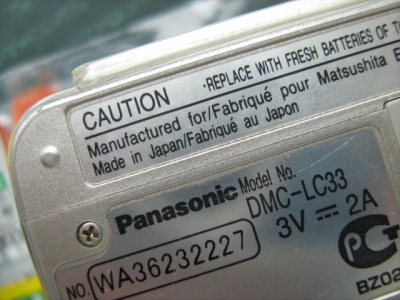 CAUTION ·REPLACE WITH FRESH BATTERIES OF
Manufactured for/Fabriqué pour Matsushita
Made in Japan/Fabriqué au Japon
Panasonic Model No.
DMC-LC33
3V 2A
NO. WA36232227
PC
BZ02